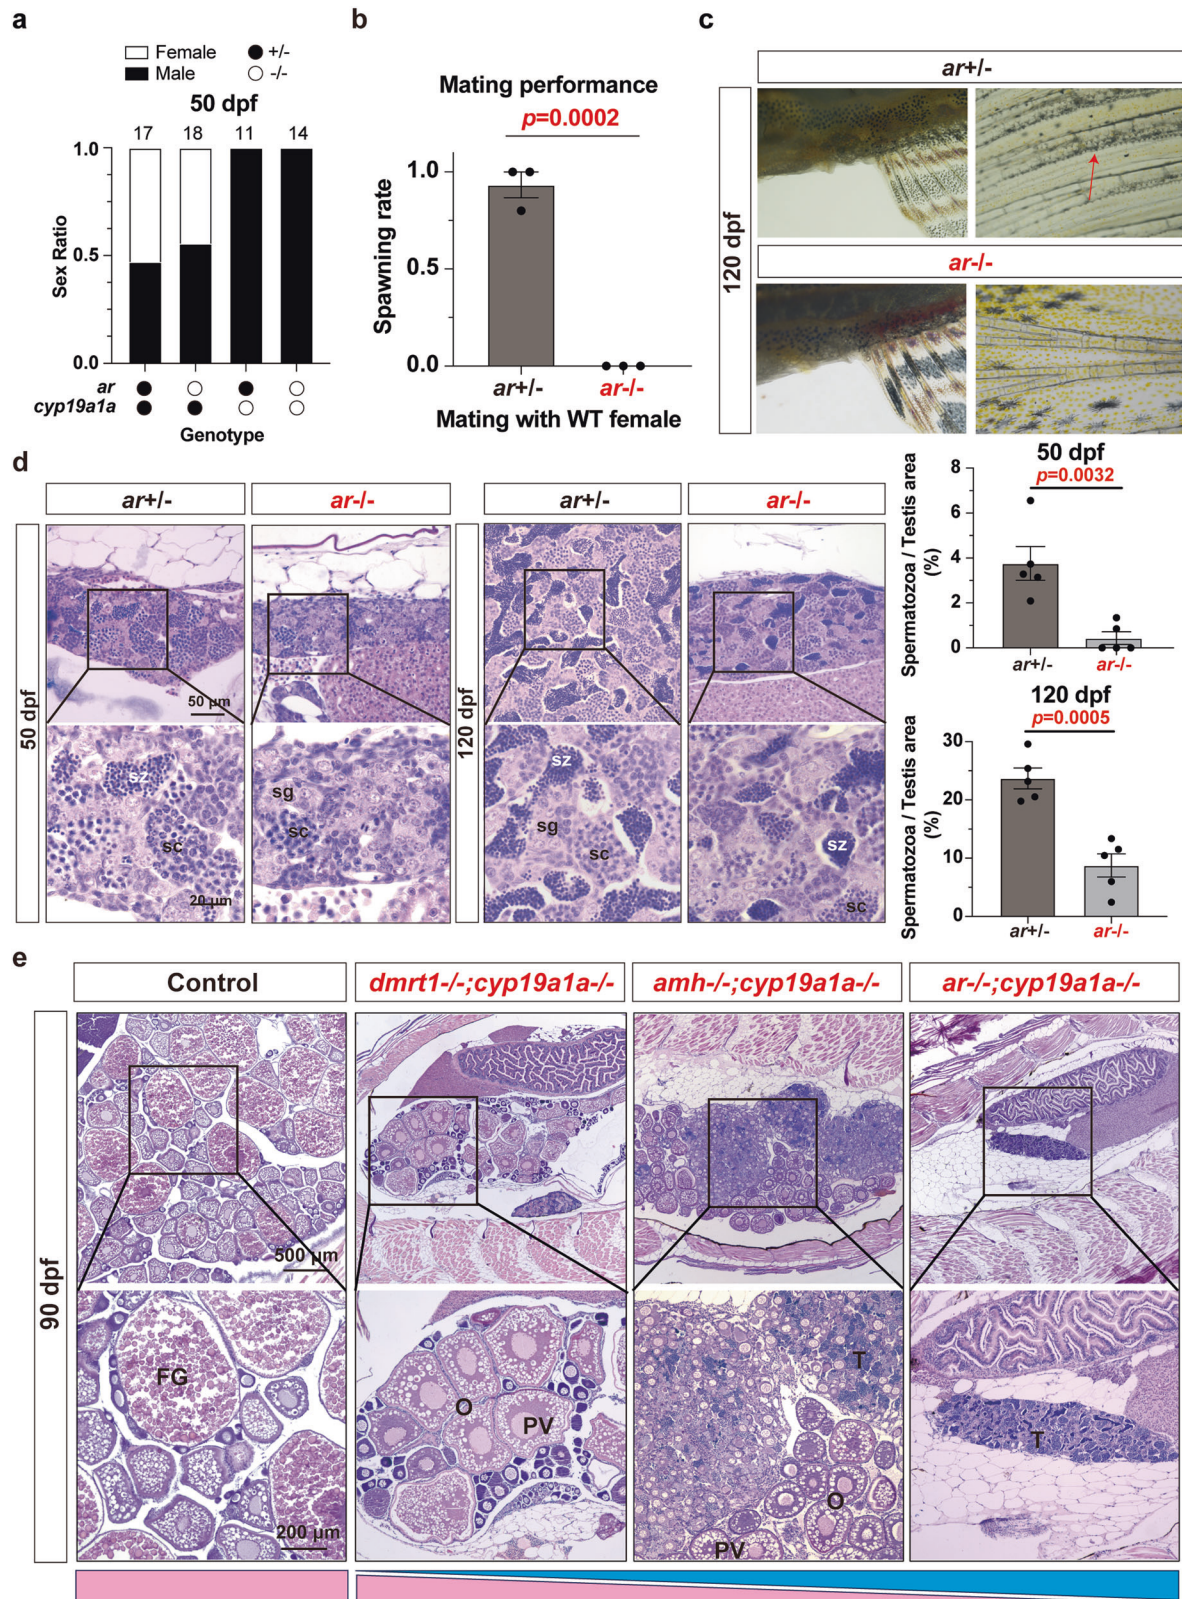 a
Female
+/-
Male
-/-
50 dpf
17 18 11 14
1.0
0.5
0.0
Sex Ratio
ar
cyp19a1a
Genotype
b
Mating performance
p=0.0002
1.0
0.5
0.0
Spawning rate
ar+/- ar-/-
Mating with WT female
c
ar+/-
120 dpf
ar-/-
d
ar+/- ar-/- ar+/- ar-/-
50 dpf
50 µm
sz
sc
20 µm
sg
sc
120 dpf
sz
sg
sc
sz
sc
50 dpf
p=0.0032
8
6
4
2
0
Spermatozoa / Testis area
(%)
ar+/- ar-/-
120 dpf
p=0.0005
30
20
10
0
Spermatozoa / Testis area
(%)
ar+/- ar-/-
e
Control dmrt1-/-;cyp19a1a-/- amh-/-;cyp19a1a-/- ar-/-;cyp19a1a-/-
90 dpf
500 µm
FG
200 µm
O
PV
T
O
PV
T